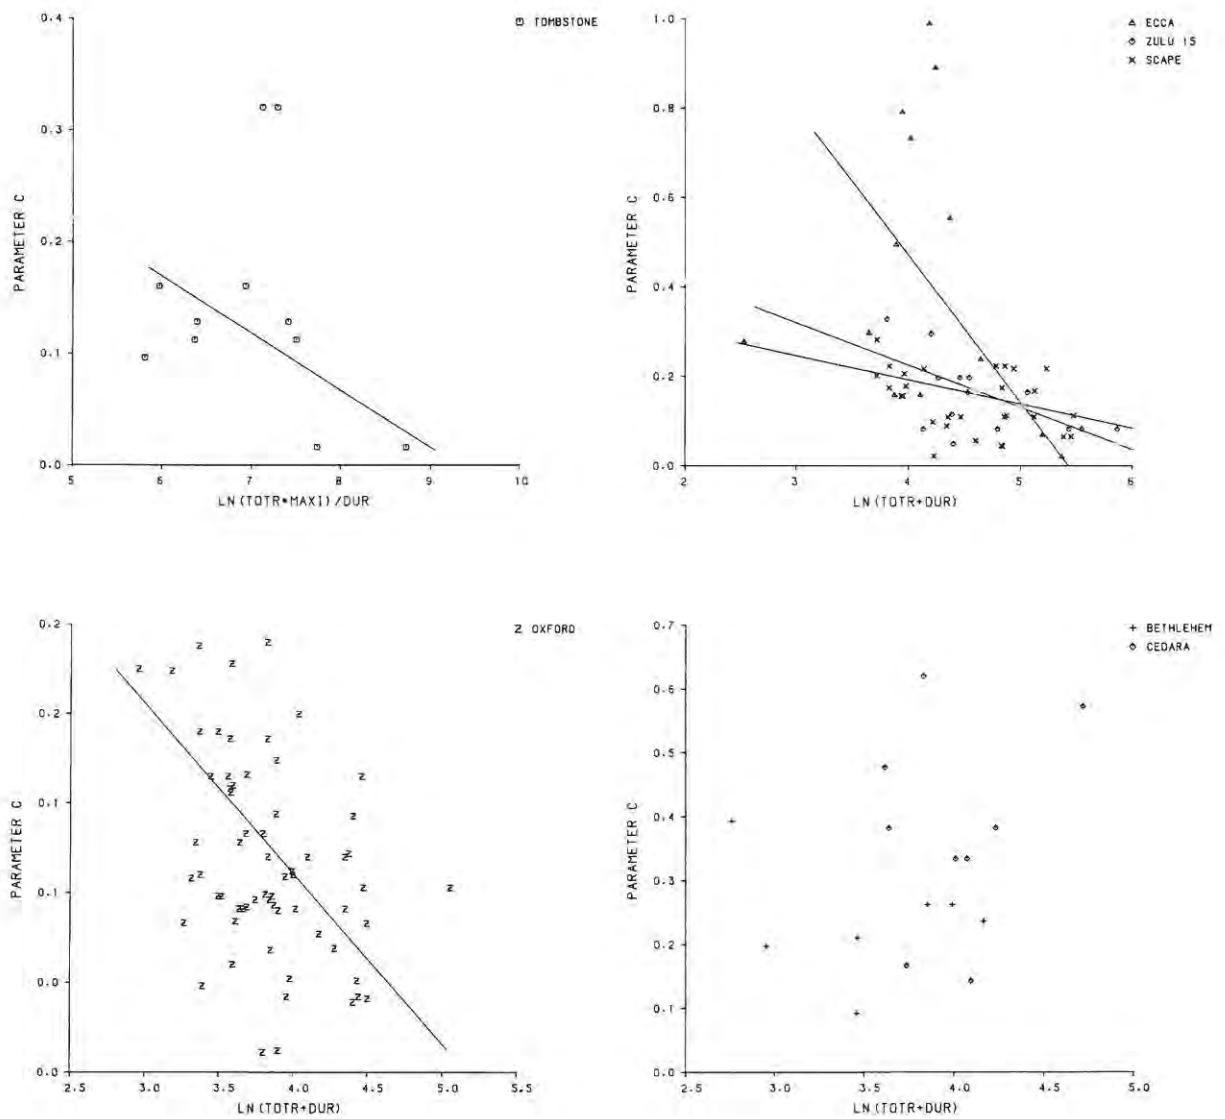 TOMBSTONE
0.4
0.3
0.2
0.1
0.0
PARAMETER C
5 6 7 8 9 10
LN(TOTR*MAXI)/DUR
ECCA
ZULU 15
SCAPE
1.0
0.8
0.6
0.4
0.2
0.0
PARAMETER C
2 3 4 5 6
LN(TOTR+DUR)
Z OXFORD
0.2
0.2
0.1
0.1
0.0
0.0
PARAMETER C
2.5 3.0 3.5 4.0 4.5 5.0 5.5
LN(TOTR+DUR)
+ BETHLEHEM
CEDARA
0.7
0.6
0.5
0.4
0.3
0.2
0.1
0.0
PARAMETER C
2.5 3.0 3.5 4.0 4.5 5.0
LN(TOTR+DUR)